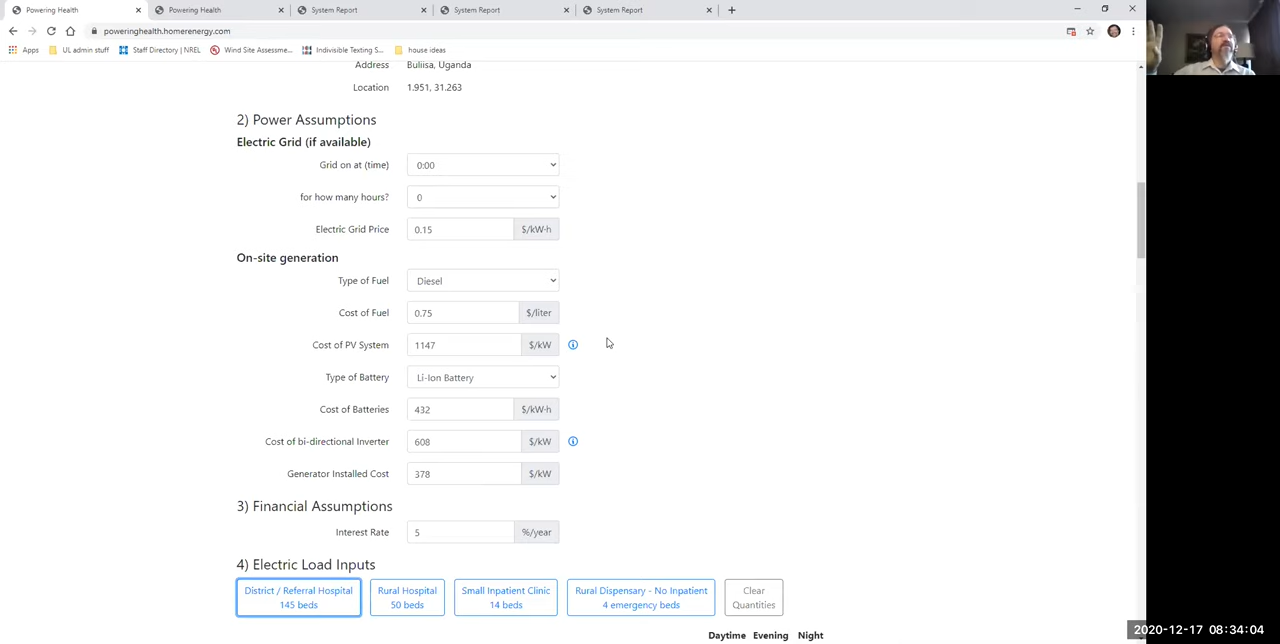 Powering Health
Powering Health
System Report
System Report
System Report
poweringhealth.homerenergy.com
Apps
UL admin stuff
Staff Directory | NREL
Wind Site Assessme...
Indivisible Texting S...
house ideas
Address Buliisa, Uganda
Location 1.951, 31.263
2) Power Assumptions
Electric Grid (if available)
Grid on at (time) 0:00
for how many hours? 0
Electric Grid Price 0.15 $/kW-h
On-site generation
Type of Fuel Diesel
Cost of Fuel 0.75 $/liter
Cost of PV System 1147 $/kW
Type of Battery Li-Ion Battery
Cost of Batteries 432 $/kW-h
Cost of bi-directional Inverter 608 $/kW
Generator Installed Cost 378 $/kW
3) Financial Assumptions
Interest Rate 5 %/year
4) Electric Load Inputs
District / Referral Hospital
145 beds
Rural Hospital
50 beds
Small Inpatient Clinic
14 beds
Rural Dispensary - No Inpatient
4 emergency beds
Clear
Quantities
Daytime Evening Night
2020-12-17 08:34:04